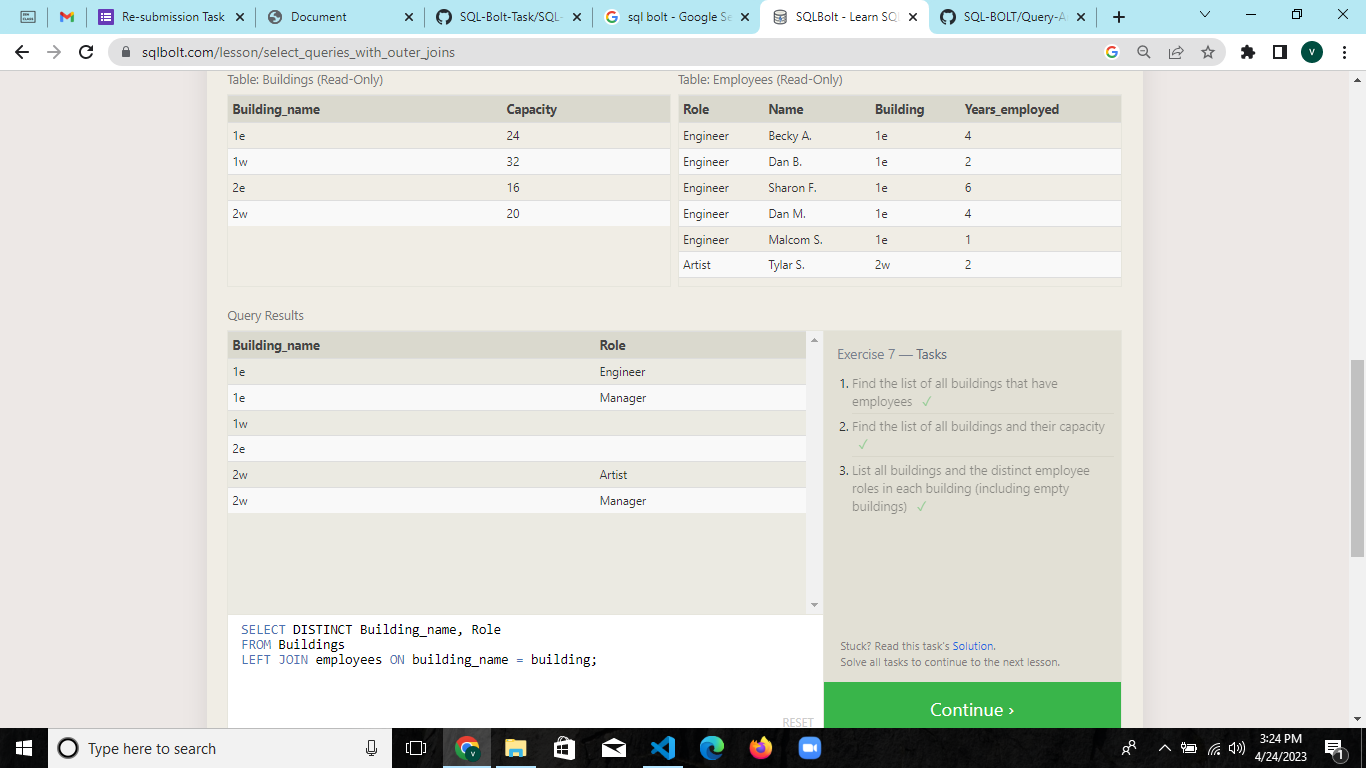 Re-submission Task
Document
SQL-Bolt-Task/SQL-
sql bolt - Google Se
SQLBolt - Learn SQL
SQL-BOLT/Query-A
sqlbolt.com/lesson/select_queries_with_outer_joins
V
Table: Buildings (Read-Only)
Building_name Capacity
1e 24
1w 32
2e 16
2w 20
Table: Employees (Read-Only)
Role Name Building Years_employed
Engineer Becky A. 1e 4
Engineer Dan B. 1e 2
Engineer Sharon F. 1e 6
Engineer Dan M. 1e 4
Engineer Malcom S. 1e 1
Artist Tylar S. 2w 2
Query Results
Building_name Role
1e Engineer
1e Manager
1w
2e
2w Artist
2w Manager
Exercise 7 — Tasks
1. Find the list of all buildings that have
employees ✓
2. Find the list of all buildings and their capacity
✓
3. List all buildings and the distinct employee
roles in each building (including empty
buildings) ✓
SELECT DISTINCT Building_name, Role
FROM Buildings
LEFT JOIN employees ON building_name = building;
RESET
Stuck? Read this task's Solution.
Solve all tasks to continue to the next lesson.
Continue ›
Type here to search
V
3:24 PM
4/24/2023
1